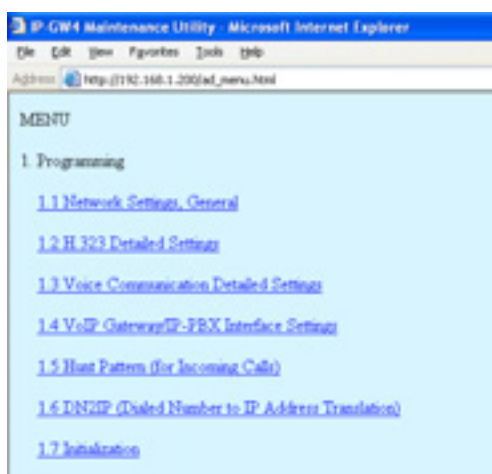 IP-GW4 Maintenance Utility - Microsoft Internet Explorer
File Edit View Favorites Tools Help
Address http://192.168.1.200/ad_menu.html
MENU
1. Programming
1.1 Network Settings, General
1.2 H.323 Detailed Settings
1.3 Voice Communication Detailed Settings
1.4 VoIP Gateway/IP-PBX Interface Settings
1.5 Hunt Pattern (for Incoming Calls)
1.6 DN2IP (Dialed Number to IP Address Translation)
1.7 Initialization